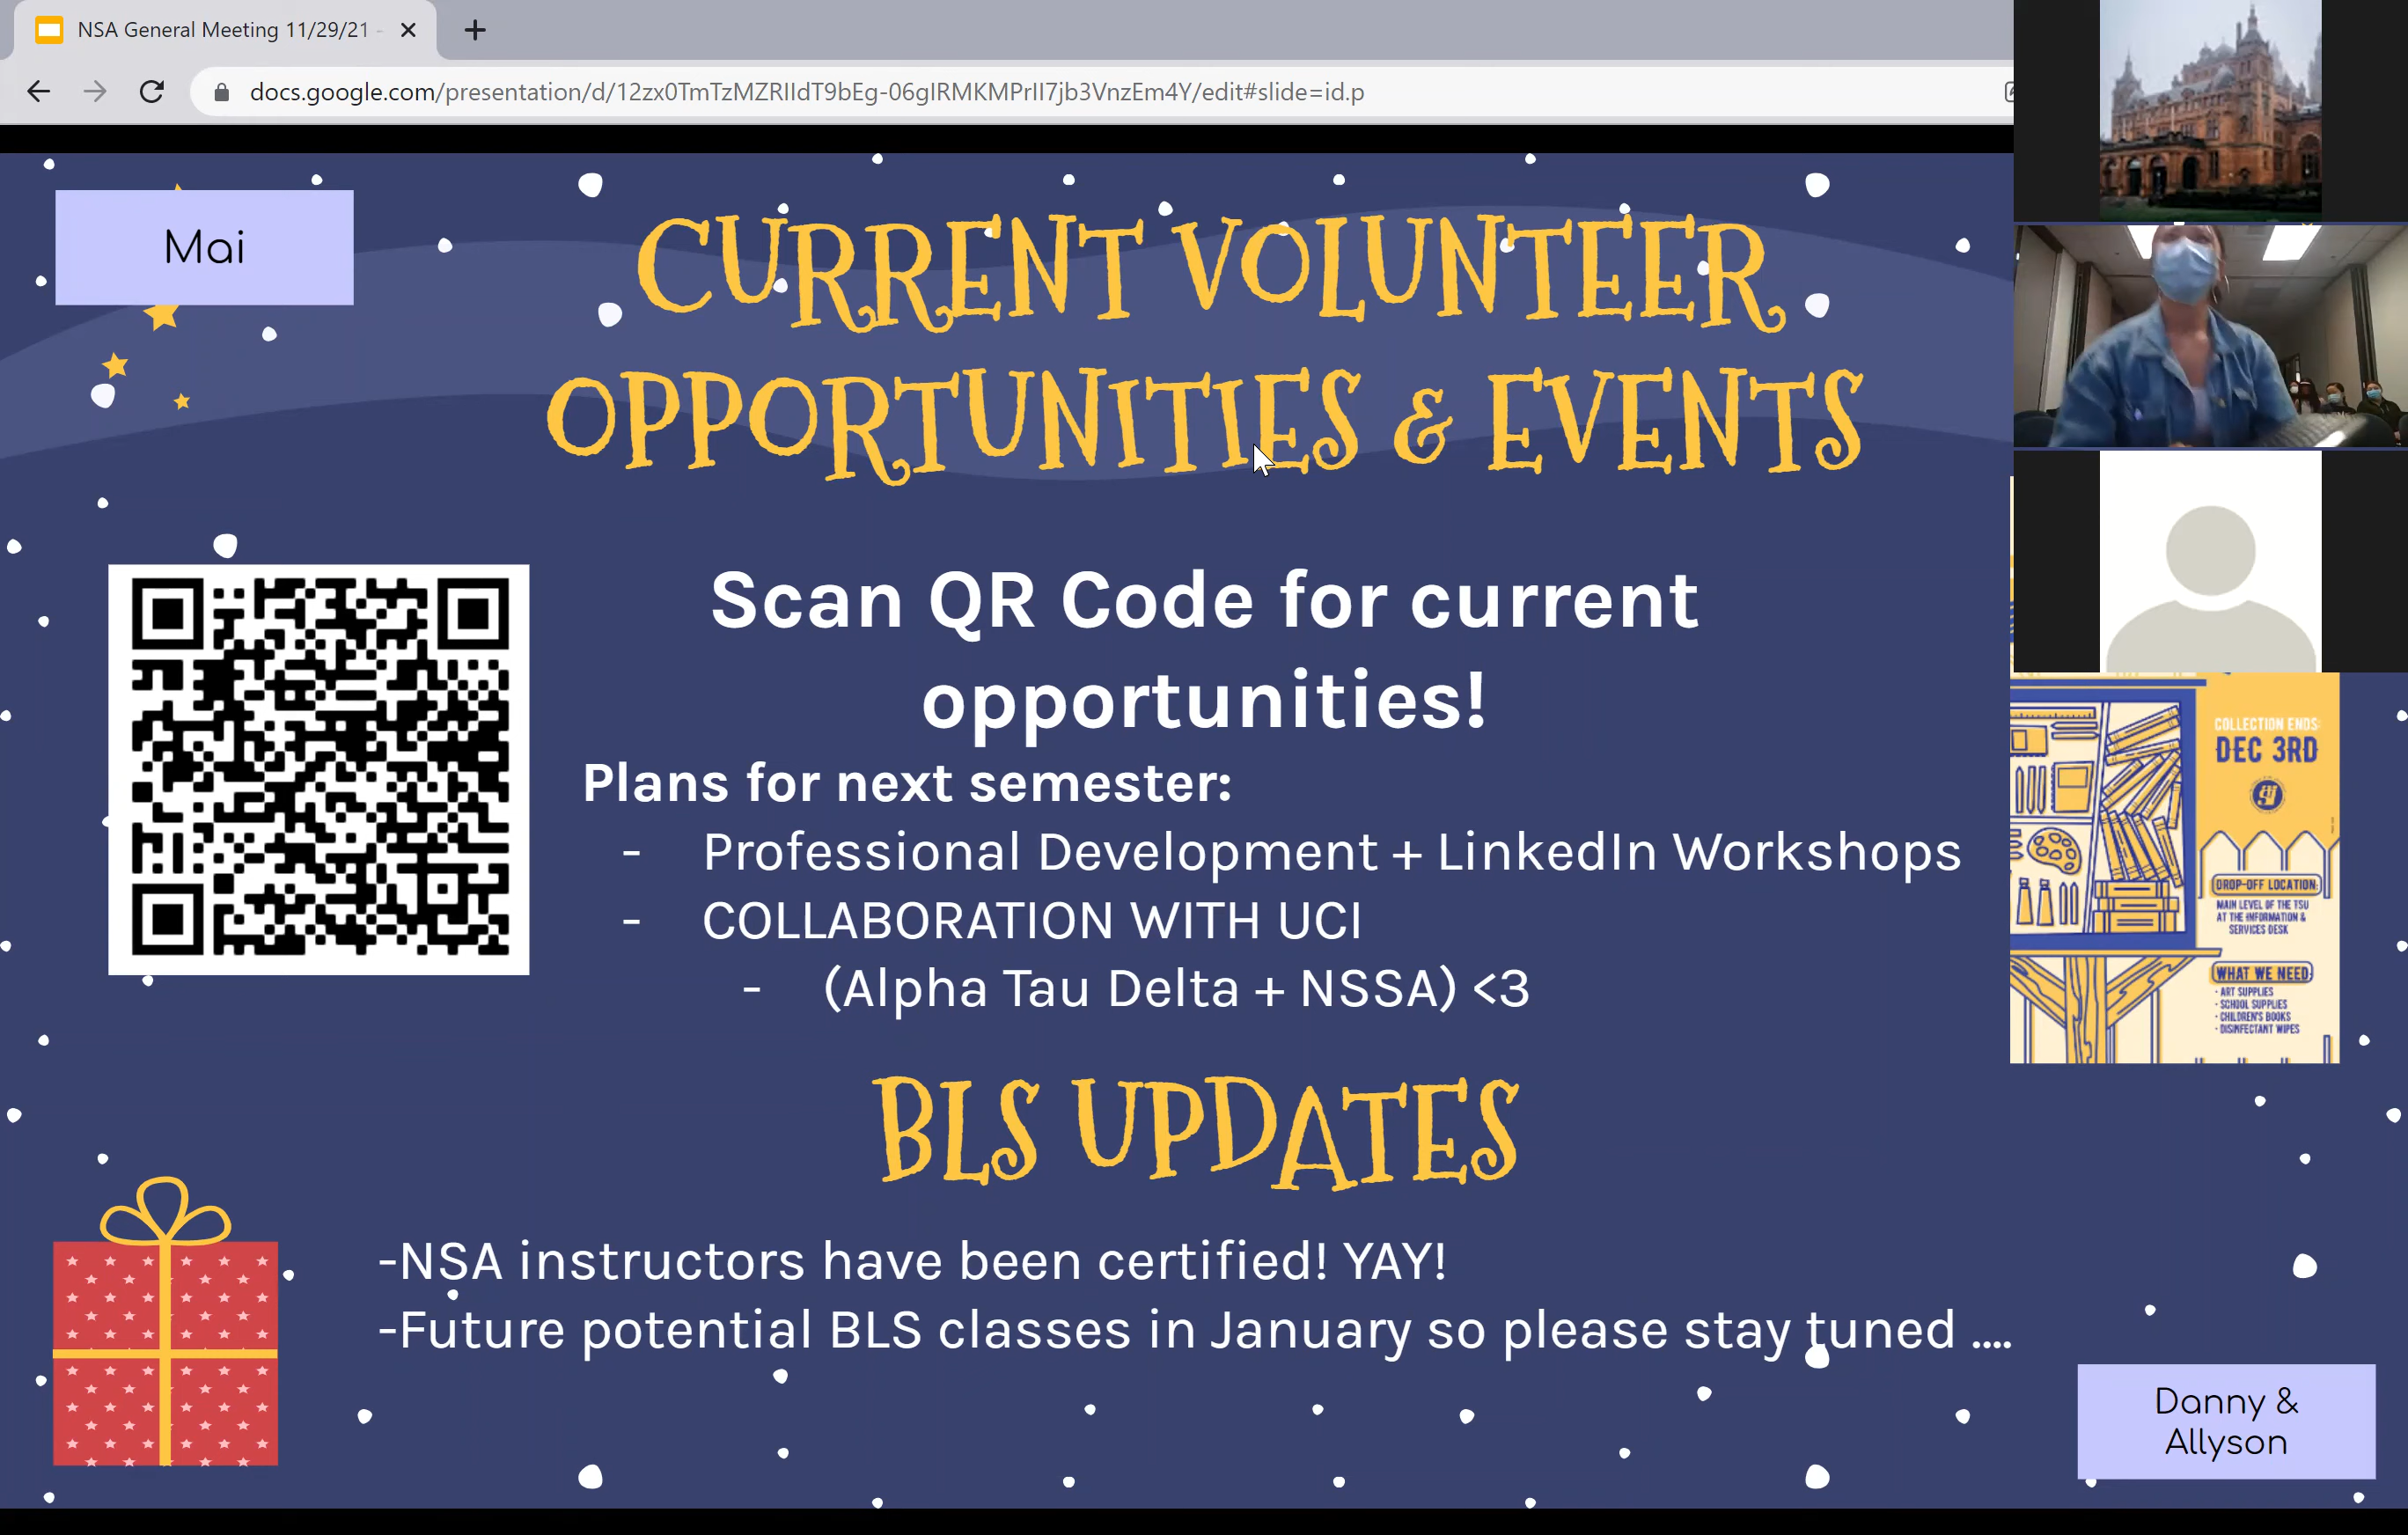 NSA General Meeting 11/29/21 -
docs.google.com/presentation/d/12zx0TmTzMZRIIdT9bEg-06gIRMKMPrII7jb3VnzEm4Y/edit#slide=id.p
Mai
CURRENT VOLUNTEER
OPPORTUNITIES & EVENTS
Scan QR Code for current
opportunities!
Plans for next semester:
- Professional Development + LinkedIn Workshops
- COLLABORATION WITH UCI
- (Alpha Tau Delta + NSSA) <3
COLLECTION ENDS:
DEC 3RD
DROP-OFF LOCATION:
MAIN LEVEL OF THE TSU
AT THE INFORMATION &
SERVICES DESK
WHAT WE NEED:
· ART SUPPLIES
· SCHOOL SUPPLIES
· CHILDREN'S BOOKS
· DISINFECTANT WIPES
BLS UPDATES
-NSA instructors have been certified! YAY!
-Future potential BLS classes in January so please stay tuned ....
Danny &
Allyson